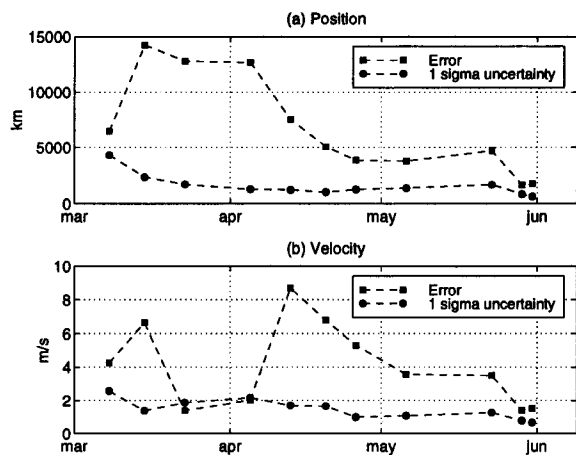 (a) Position
15000
10000
5000
0
km
Error
1 sigma uncertainty
mar
apr
may
jun
(b) Velocity
10
8
6
4
2
0
m/s
Error
1 sigma uncertainty
mar
apr
may
jun